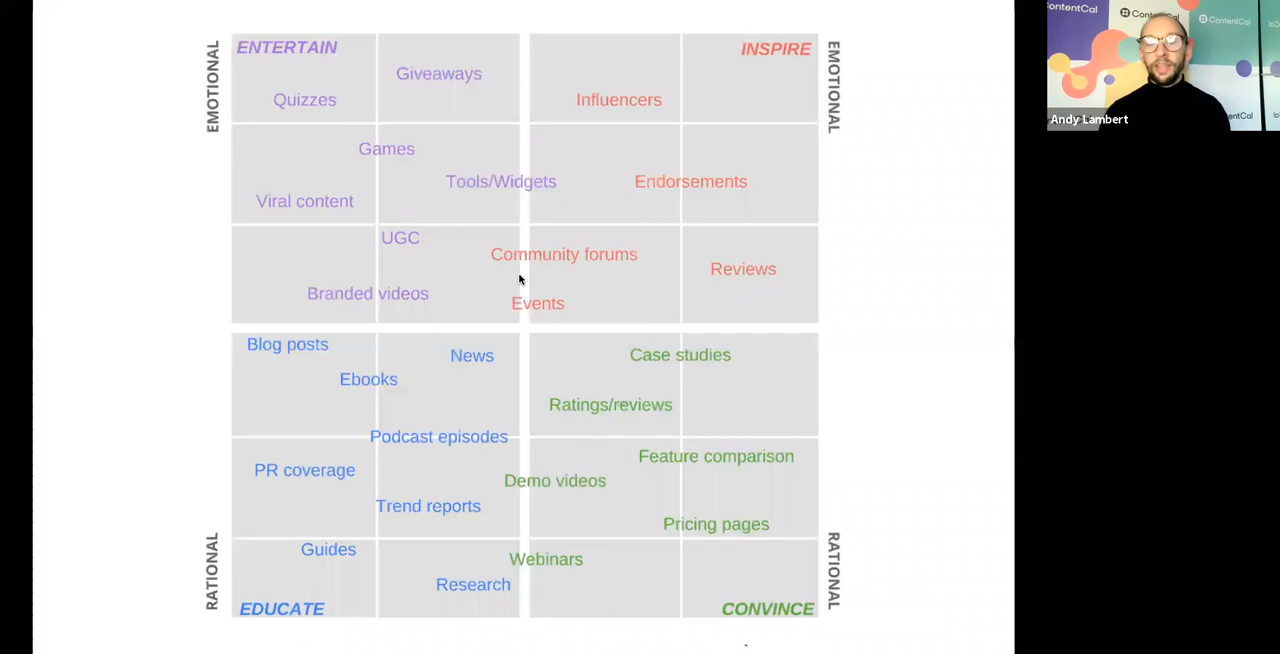 EMOTIONAL
ENTERTAIN
INSPIRE
EMOTIONAL
Giveaways
Quizzes
Influencers
Games
Tools/Widgets
Endorsements
Viral content
UGC
Community forums
Reviews
Branded videos
Events
Blog posts
News
Case studies
Ebooks
Ratings/reviews
Podcast episodes
PR coverage
Feature comparison
Demo videos
Trend reports
Pricing pages
Guides
Webinars
Research
RATIONAL
EDUCATE
CONVINCE
RATIONAL
ContentCal
ContentCal
Andy Lambert